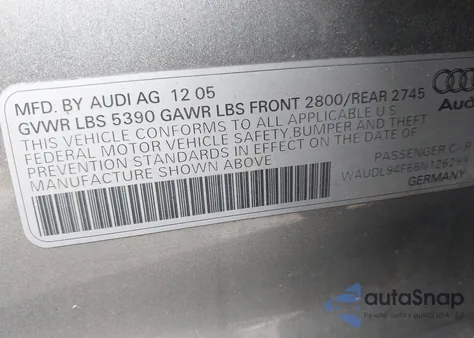 MFD. BY AUDI AG 12 05
GVWR LBS 5390 GAWR LBS FRONT 2800/REAR 2745
THIS VEHICLE CONFORMS TO ALL APPLICABLE U S
FEDERAL MOTOR VEHICLE SAFETY,BUMPER AND THEFT
PREVENTION STANDARDS IN EFFECT ON THE DATE OF
MANUFACTURE SHOWN ABOVE
Audi
PASSENGER
GERMANY
autoSnap